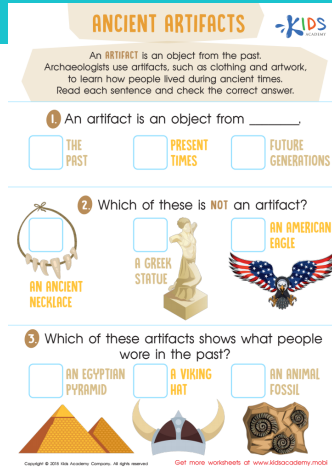 ANCIENT ARTIFACTS
KIDS
ACADEMY
An ARTIFACT is an object from the past.
Archaeologists use artifacts, such as clothing and artwork,
to learn how people lived during ancient times.
Read each sentence and check the correct answer.
1. An artifact is an object from ________.
THE
PAST
PRESENT
TIMES
FUTURE
GENERATIONS
2. Which of these is NOT an artifact?
AN ANCIENT
NECKLACE
A GREEK
STATUE
AN AMERICAN
EAGLE
3. Which of these artifacts shows what people
wore in the past?
AN EGYPTIAN
PYRAMID
A VIKING
HAT
AN ANIMAL
FOSSIL
Copyright © 2018 Kids Academy Company. All rights reserved
Get more worksheets at www.kidsacademy.mobi